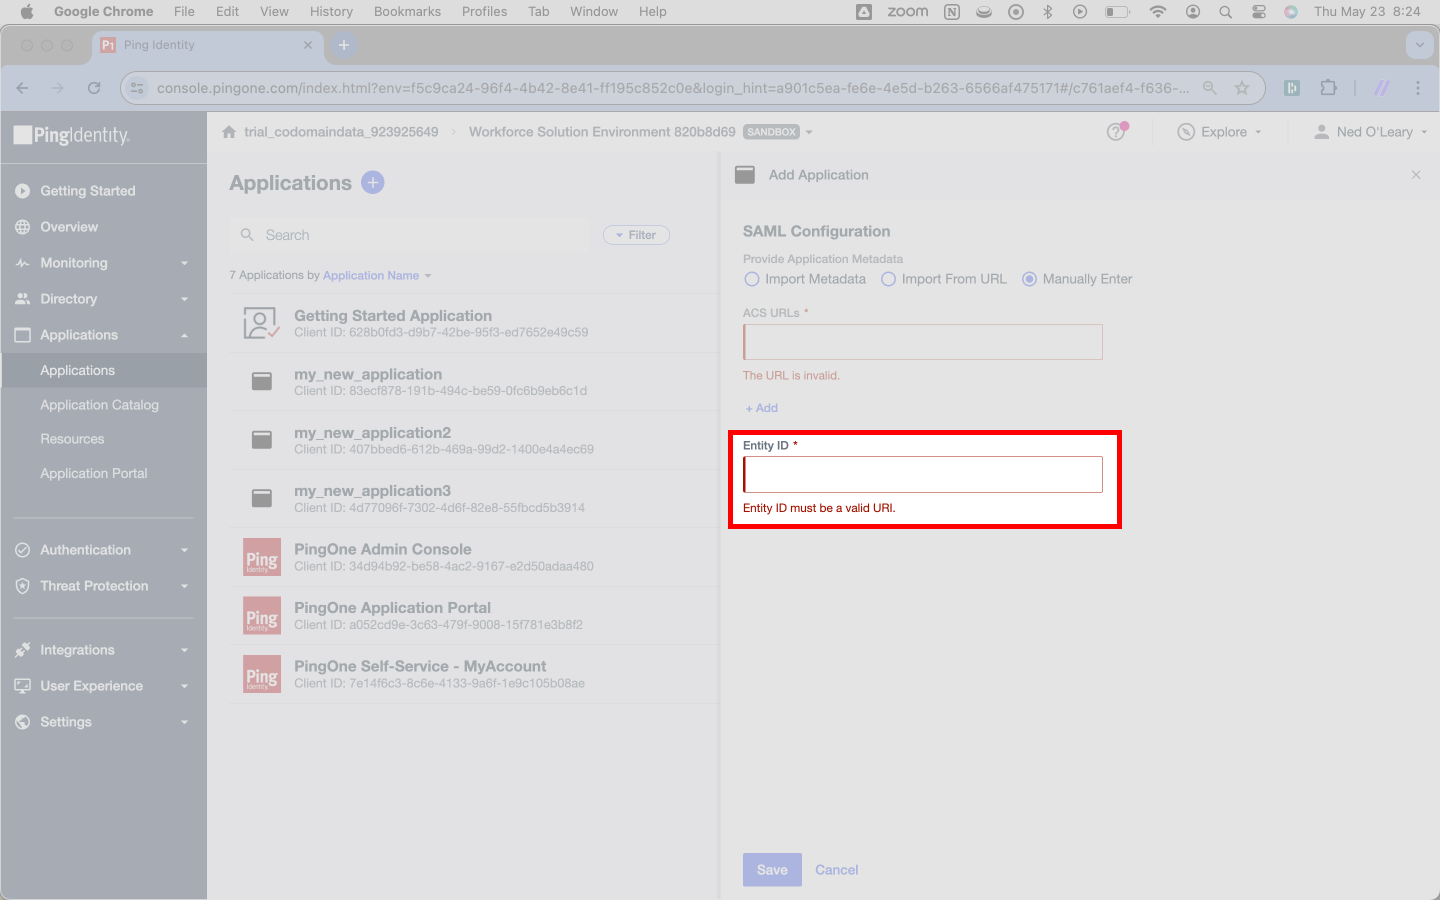 Google Chrome File Edit View History Bookmarks Profiles Tab Window Help zoom Thu May 23 8:24
Ping Identity
console.pingone.com/index.html?env=f5c9ca24-96f4-4b42-8e41-ff195c852c0e&login_hint=a901c5ea-fe6e-4e5d-b263-6566af475171#/c761aef4-f636-...
PingIdentity.
trial_codomaindata_923925649 Workforce Solution Environment 820b8d69 SANDBOX Explore Ned O'Leary
Getting Started
Overview
Monitoring
Directory
Applications
Applications
Application Catalog
Resources
Application Portal
Authentication
Threat Protection
Integrations
User Experience
Settings
Applications
Search
Filter
7 Applications by Application Name
Getting Started Application
Client ID: 628b0fd3-d9b7-42be-95f3-ed7652e49c59
my_new_application
Client ID: 83ecf878-191b-494c-be59-0fc6b9eb6c1d
my_new_application2
Client ID: 407bbed6-612b-469a-99d2-1400e4a4ec69
my_new_application3
Client ID: 4d77096f-7302-4d6f-82e8-55fbcd5b3914
Ping Identity.
PingOne Admin Console
Client ID: 34d94b92-be58-4ac2-9167-e2d50adaa480
Ping Identity.
PingOne Application Portal
Client ID: a052cd9e-3c63-479f-9008-15f781e3b8f2
Ping Identity.
PingOne Self-Service - MyAccount
Client ID: 7e14f6c3-8c6e-4133-9a6f-1e9c105b08ae
Add Application
SAML Configuration
Provide Application Metadata
Import Metadata Import From URL Manually Enter
ACS URLs *
The URL is invalid.
+ Add
Entity ID *
Entity ID must be a valid URI.
Save Cancel